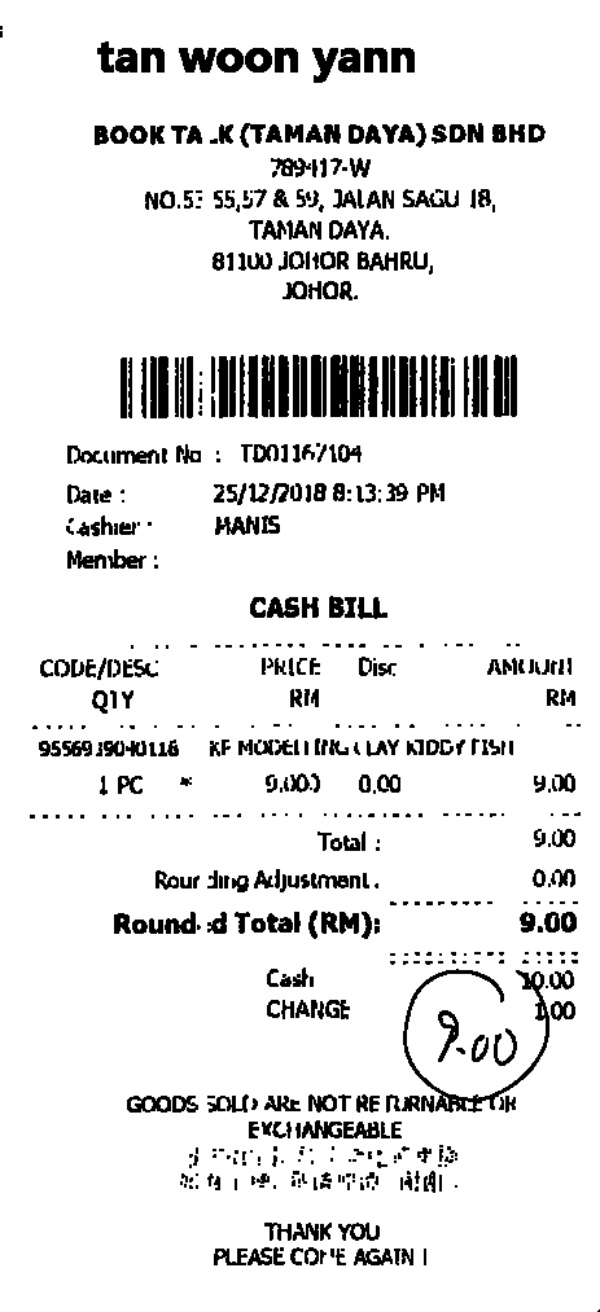 tan woon yann
BOOK TA .K (TAMAN DAYA) SDN BHD
789417-W
NO.53 55,57 & 59, JALAN SAGU 18,
TAMAN DAYA.
81100 JOHOR BAHRU,
JOHOR.
Document No : TD01167104
Date : 25/12/2018 8:13:39 PM
Cashier : MANIS
Member :
CASH BILL
CODE/DESC PRICE Disc AMOUNT
QTY RM RM
KF MODELLING CLAY KIDDY FISH
1 PC * 9.000 0.00 9.00
Total : 9.00
Rounding Adjustment : 0.00
Rounded Total (RM): 9.00
Cash 10.00
CHANGE 1.00
9.00
GOODS SOLD ARE NOT RETURNABLE OR
EXCHANGEABLE
THANK YOU
PLEASE COME AGAIN !